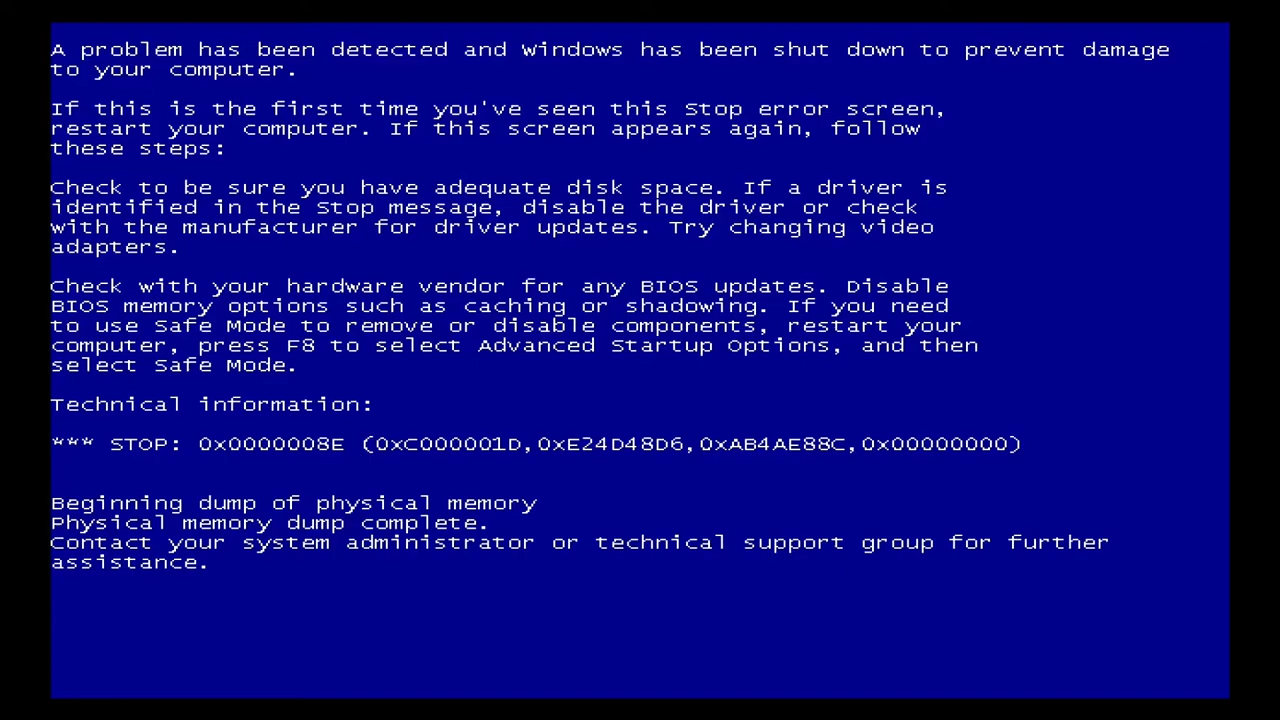 A problem has been detected and Windows has been shut down to prevent damage
to your computer.
If this is the first time you've seen this Stop error screen,
restart your computer. If this screen appears again, follow
these steps:
Check to be sure you have adequate disk space. If a driver is
identified in the Stop message, disable the driver or check
with the manufacturer for driver updates. Try changing video
adapters.
Check with your hardware vendor for any BIOS updates. Disable
BIOS memory options such as caching or shadowing. If you need
to use Safe Mode to remove or disable components, restart your
computer, press F8 to select Advanced Startup Options, and then
select Safe Mode.
Technical information:
*** STOP: 0x0000008E (0xC000001D,0xE24D48D6,0xAB4AE88C,0x00000000)
Beginning dump of physical memory
Physical memory dump complete.
Contact your system administrator or technical support group for further
assistance.